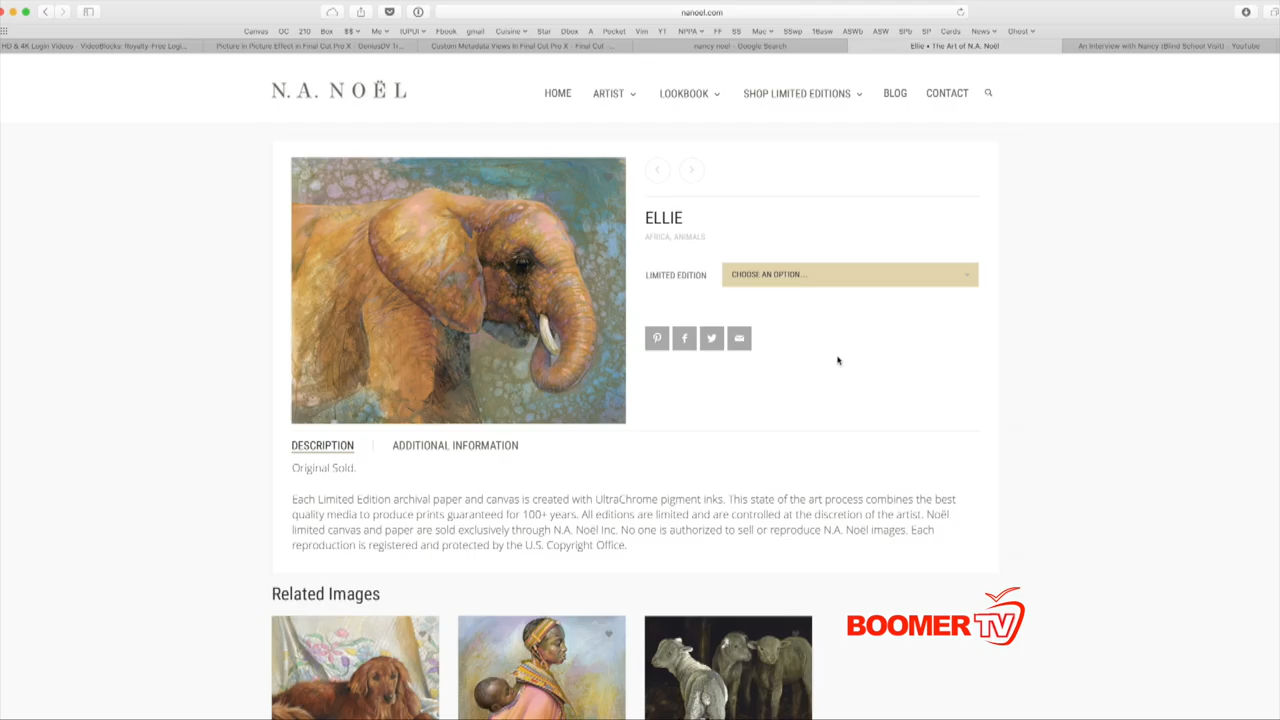 nanoel.com
Canvas OC 210 Box $$ Me IUPUI Fbook gmail Cuisine Star Dbox A Pocket Vim YT NPPA FF SS Mac SSwp 1Basw ASWb ASW SPb SP Cards News Ghost
HD & 4K Login Videos - VideoBlocks: Royalty-Free Logi... Picture in Picture Effect in Final Cut Pro X - GeniusDV Tr... Custom Metadata Views In Final Cut Pro X - Final Cut -... nancy noel - Google Search Ellie • The Art of N.A. Noël An Interview with Nancy (Blind School Visit) - YouTube
N. A. NOËL
HOME ARTIST LOOKBOOK SHOP LIMITED EDITIONS BLOG CONTACT
ELLIE
AFRICA, ANIMALS
LIMITED EDITION CHOOSE AN OPTION...
DESCRIPTION ADDITIONAL INFORMATION
Original Sold.
Each Limited Edition archival paper and canvas is created with UltraChrome pigment inks. This state of the art process combines the best
quality media to produce prints guaranteed for 100+ years. All editions are limited and are controlled at the discretion of the artist. Noël
limited canvas and paper are sold exclusively through N.A. Noël Inc. No one is authorized to sell or reproduce N.A. Noël images. Each
reproduction is registered and protected by the U.S. Copyright Office.
Related Images
BOOMER TV